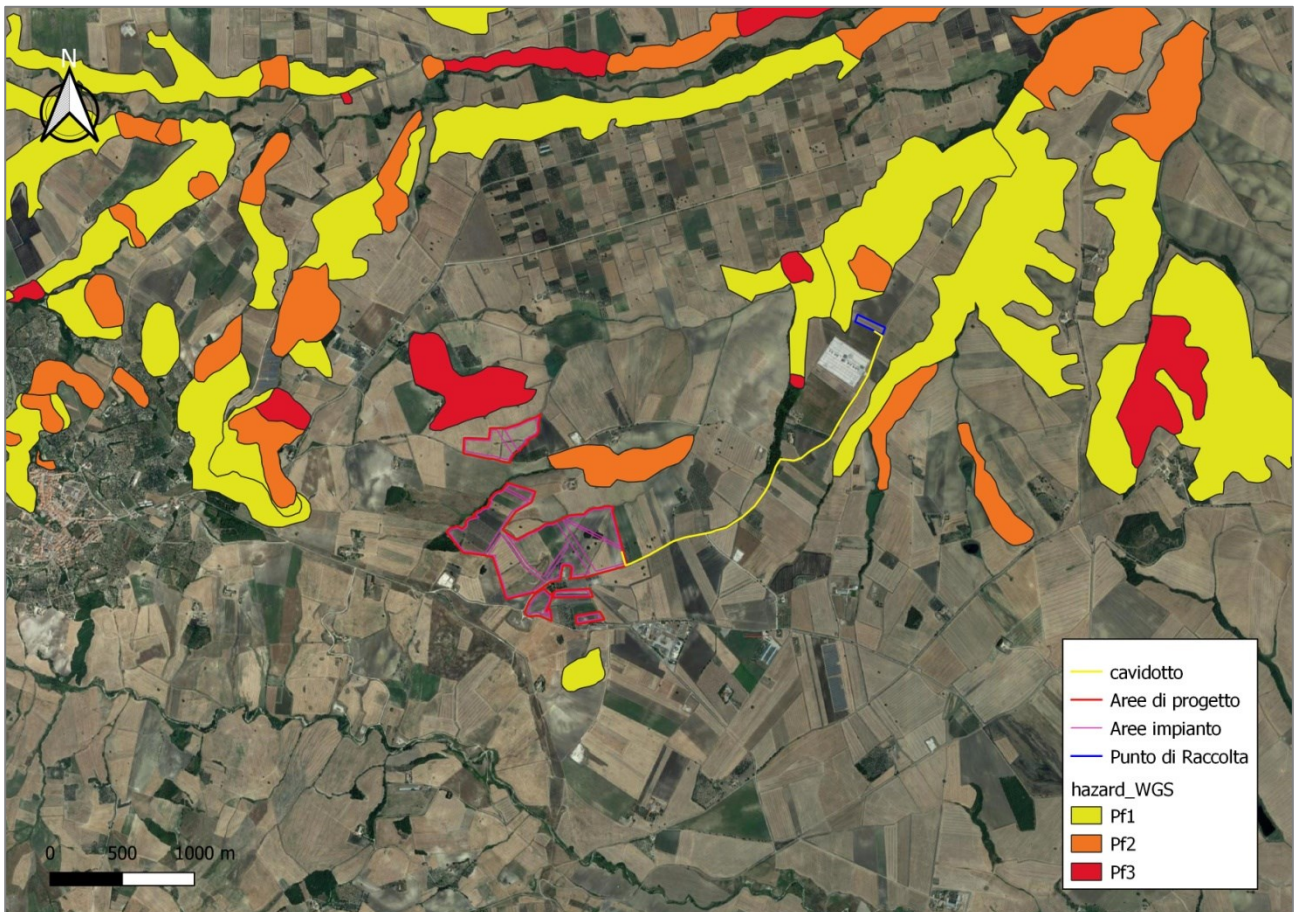 N
cavidotto
Aree di progetto
Aree impianto
Punto di Raccolta
hazard_WGS
Pf1
Pf2
Pf3
0 500 1000 m